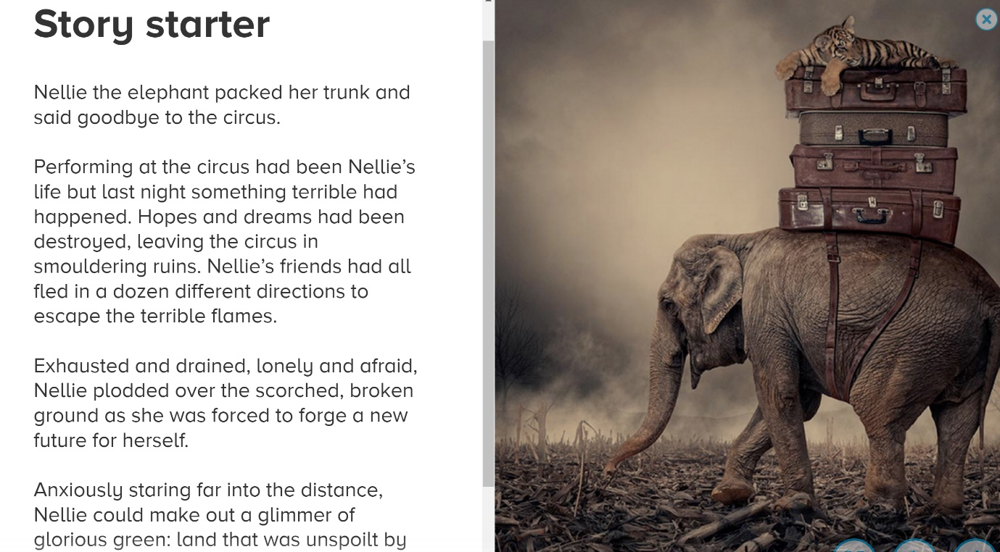 Story starter
Nellie the elephant packed her trunk and
said goodbye to the circus.
Performing at the circus had been Nellie’s
life but last night something terrible had
happened. Hopes and dreams had been
destroyed, leaving the circus in
smouldering ruins. Nellie’s friends had all
fled in a dozen different directions to
escape the terrible flames.
Exhausted and drained, lonely and afraid,
Nellie plodded over the scorched, broken
ground as she was forced to forge a new
future for herself.
Anxiously staring far into the distance,
Nellie could make out a glimmer of
glorious green: land that was unspoilt by